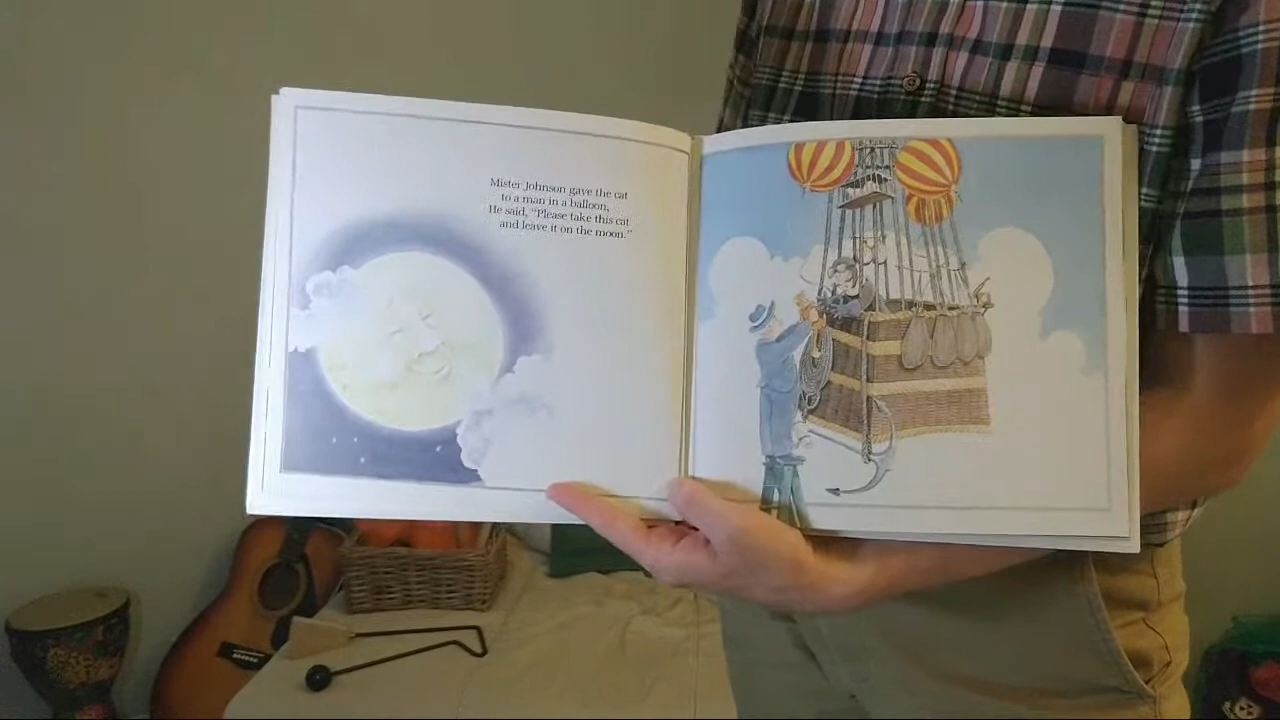 Mister Johnson gave the cat
to a man in a balloon,
He said, "Please take this cat
and leave it on the moon."